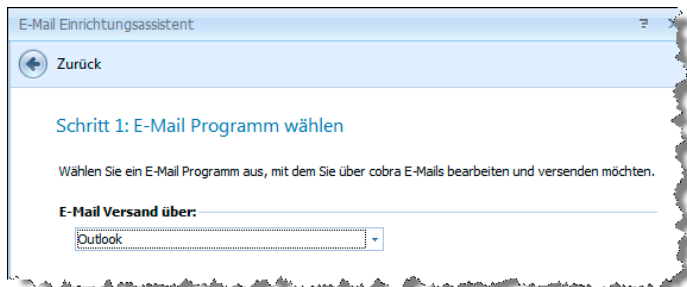 E-Mail Einrichtungsassistent
Zurück
Schritt 1: E-Mail Programm wählen
Wählen Sie ein E-Mail Programm aus, mit dem Sie über cobra E-Mails bearbeiten und versenden möchten.
E-Mail Versand über:
Outlook